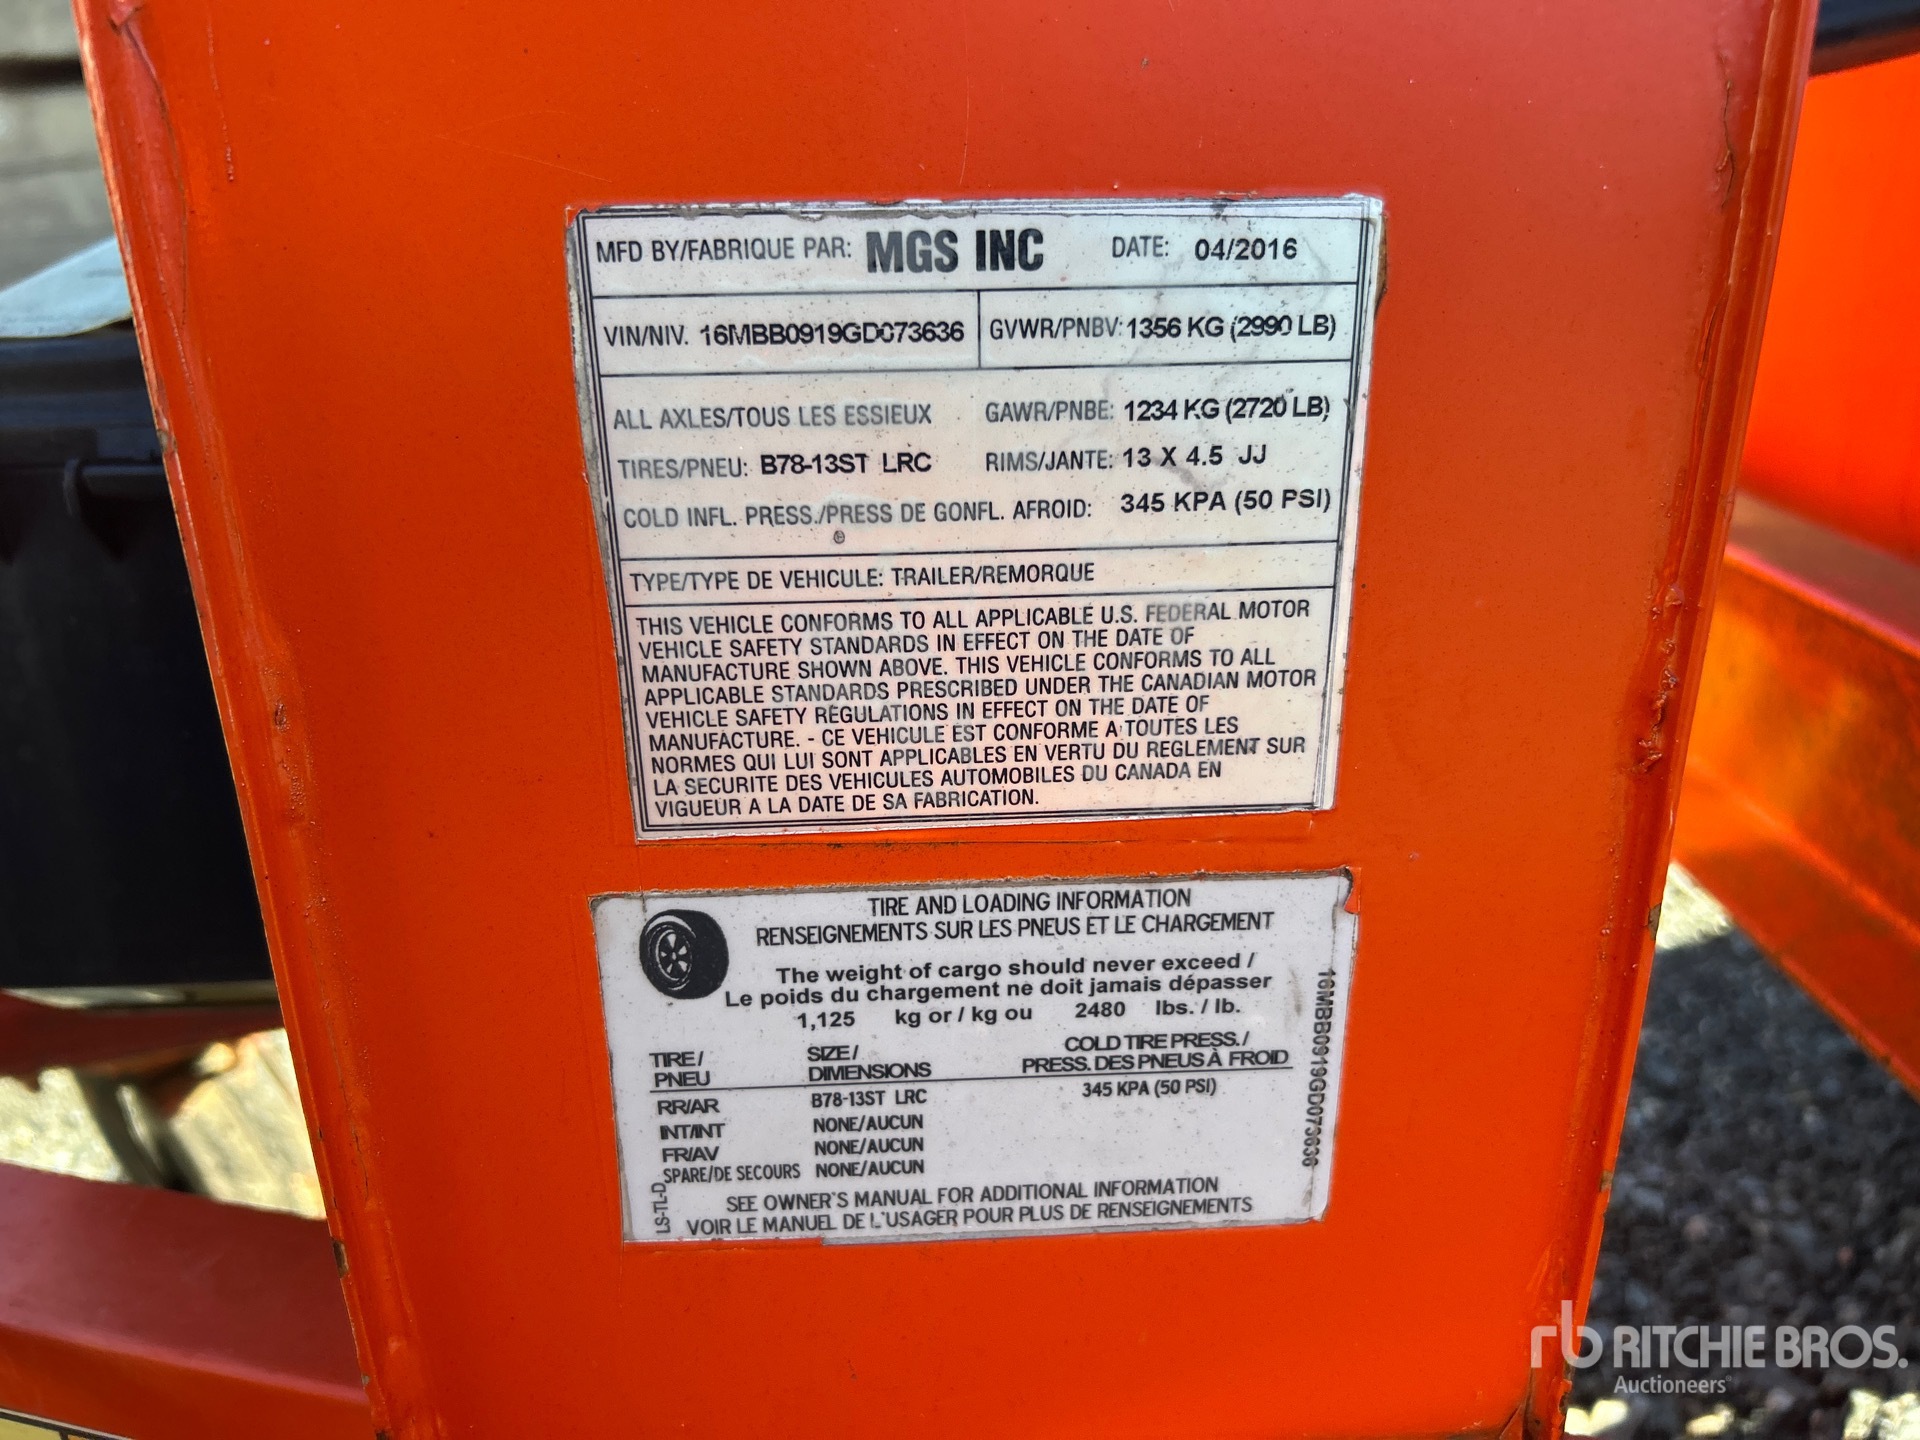 MFD BY/FABRIQUE PAR: MGS INC DATE: 04/2016
VIN/NIV. 16MBB0919GD073636 GVWR/PNBV: 1356 KG (2990 LB)
ALL AXLES/TOUS LES ESSIEUX GAWR/PNBE: 1234 KG (2720 LB)
TIRES/PNEU: B78-13ST LRC RIMS/JANTE: 13 X 4.5 JJ
COLD INFL. PRESS./PRESS DE GONFL. AFROID: 345 KPA (50 PSI)
TYPE/TYPE DE VEHICULE: TRAILER/REMORQUE
THIS VEHICLE CONFORMS TO ALL APPLICABLE U.S. FEDERAL MOTOR
VEHICLE SAFETY STANDARDS IN EFFECT ON THE DATE OF
MANUFACTURE SHOWN ABOVE. THIS VEHICLE CONFORMS TO ALL
APPLICABLE STANDARDS PRESCRIBED UNDER THE CANADIAN MOTOR
VEHICLE SAFETY REGULATIONS IN EFFECT ON THE DATE OF
MANUFACTURE. - CE VEHICULE EST CONFORME A TOUTES LES
NORMES QUI LUI SONT APPLICABLES EN VERTU DU REGLEMENT SUR
LA SECURITE DES VEHICULES AUTOMOBILES DU CANADA EN
VIGUEUR A LA DATE DE SA FABRICATION.
TIRE AND LOADING INFORMATION
RENSEIGNEMENTS SUR LES PNEUS ET LE CHARGEMENT
The weight of cargo should never exceed /
Le poids du chargement ne doit jamais dépasser
1,125 kg or / kg ou 2480 lbs. / lb.
TIRE / SIZE / COLD TIRE PRESS. /
PNEU DIMENSIONS PRESS. DES PNEUS À FROID
RR/AR B78-13ST LRC 345 KPA (50 PSI)
INT/INT NONE/AUCUN
FR/AV NONE/AUCUN
SPARE/DE SECOURS NONE/AUCUN
SEE OWNER'S MANUAL FOR ADDITIONAL INFORMATION
VOIR LE MANUEL DE L'USAGER POUR PLUS DE RENSEIGNEMENTS
LS-TL-D
16MBB0919GD073636
rb RITCHIE BROS.
Auctioneers